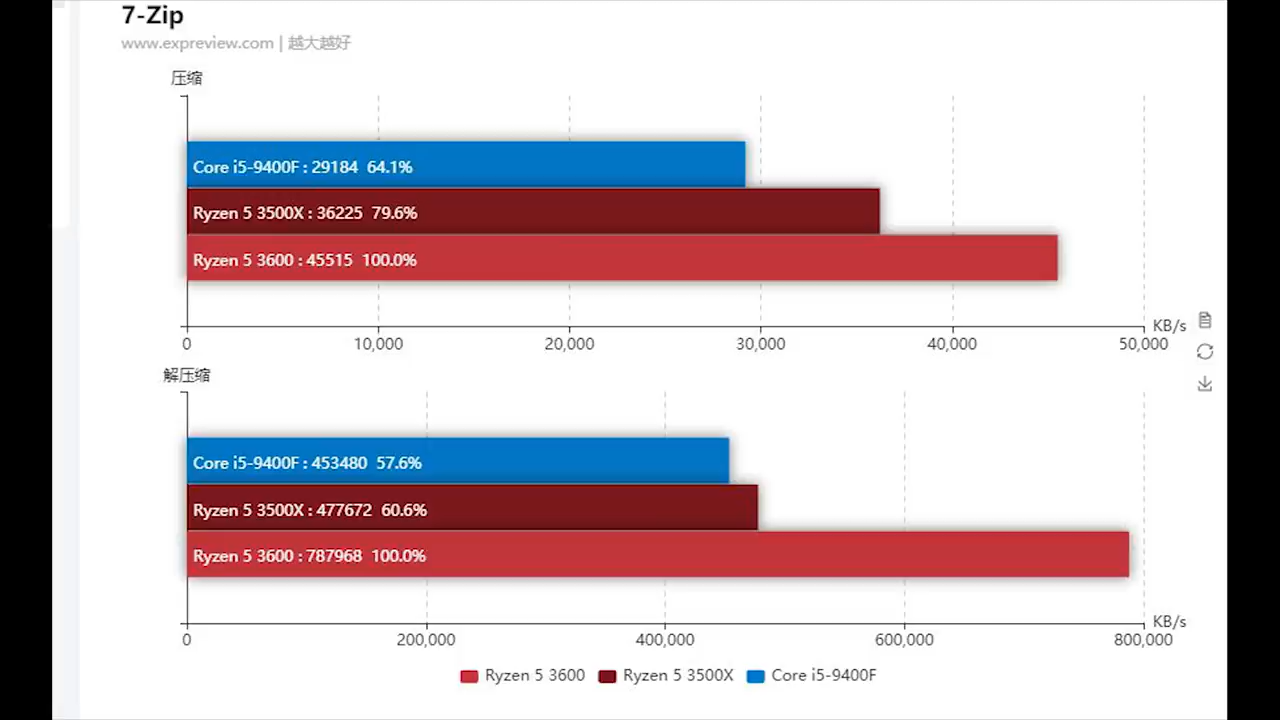 7-Zip
www.expreview.com | 越大越好
压缩
Core i5-9400F : 29184 64.1%
Ryzen 5 3500X : 36225 79.6%
Ryzen 5 3600 : 45515 100.0%
KB/s
0 10,000 20,000 30,000 40,000 50,000
解压缩
Core i5-9400F : 453480 57.6%
Ryzen 5 3500X : 477672 60.6%
Ryzen 5 3600 : 787968 100.0%
KB/s
0 200,000 400,000 600,000 800,000
Ryzen 5 3600 Ryzen 5 3500X Core i5-9400F